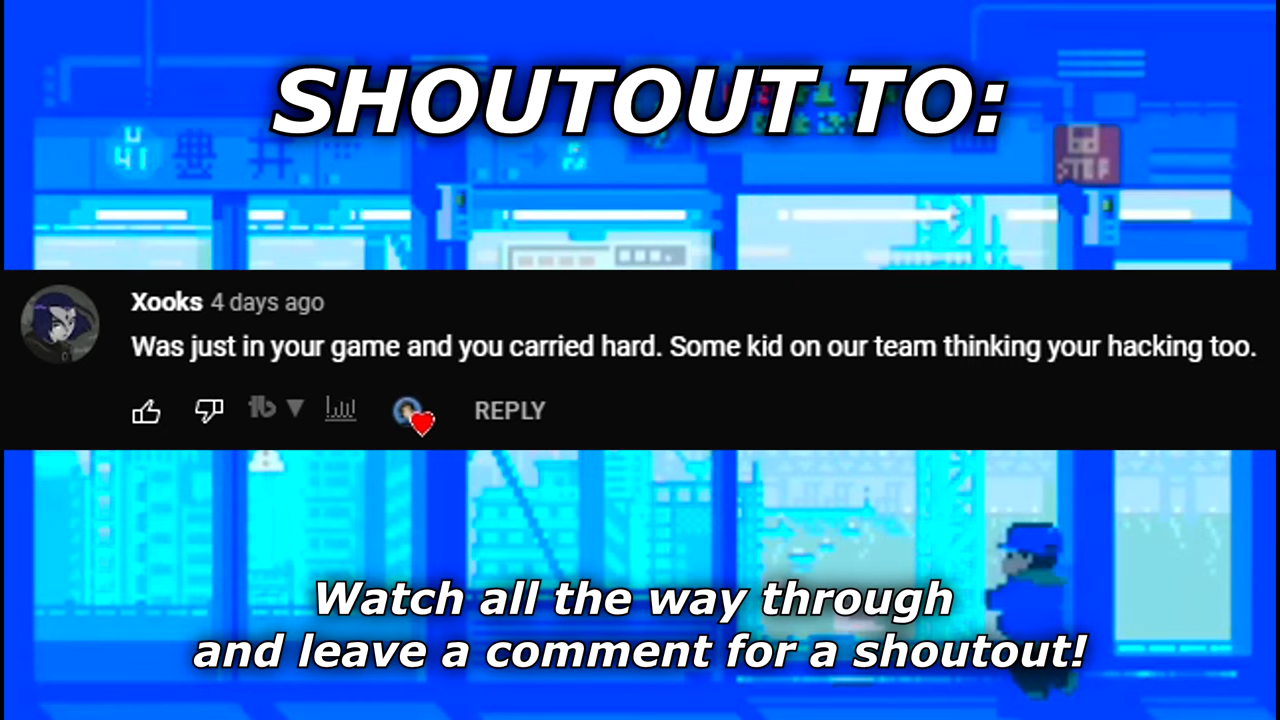 SHOUTOUT TO:
Xooks 4 days ago
Was just in your game and you carried hard. Some kid on our team thinking your hacking too.
REPLY
Watch all the way through
and leave a comment for a shoutout!